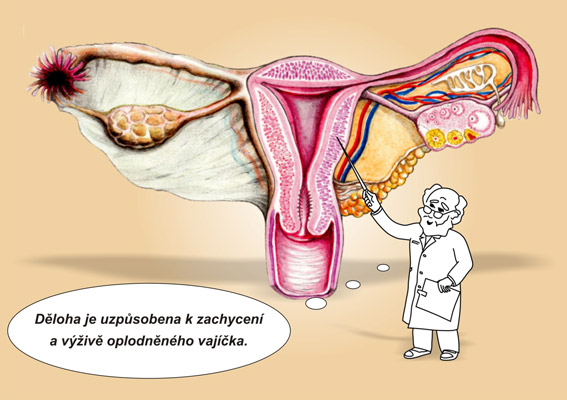 Děloha je uzpůsobena k zachycení
a výživě oplodněného vajíčka.